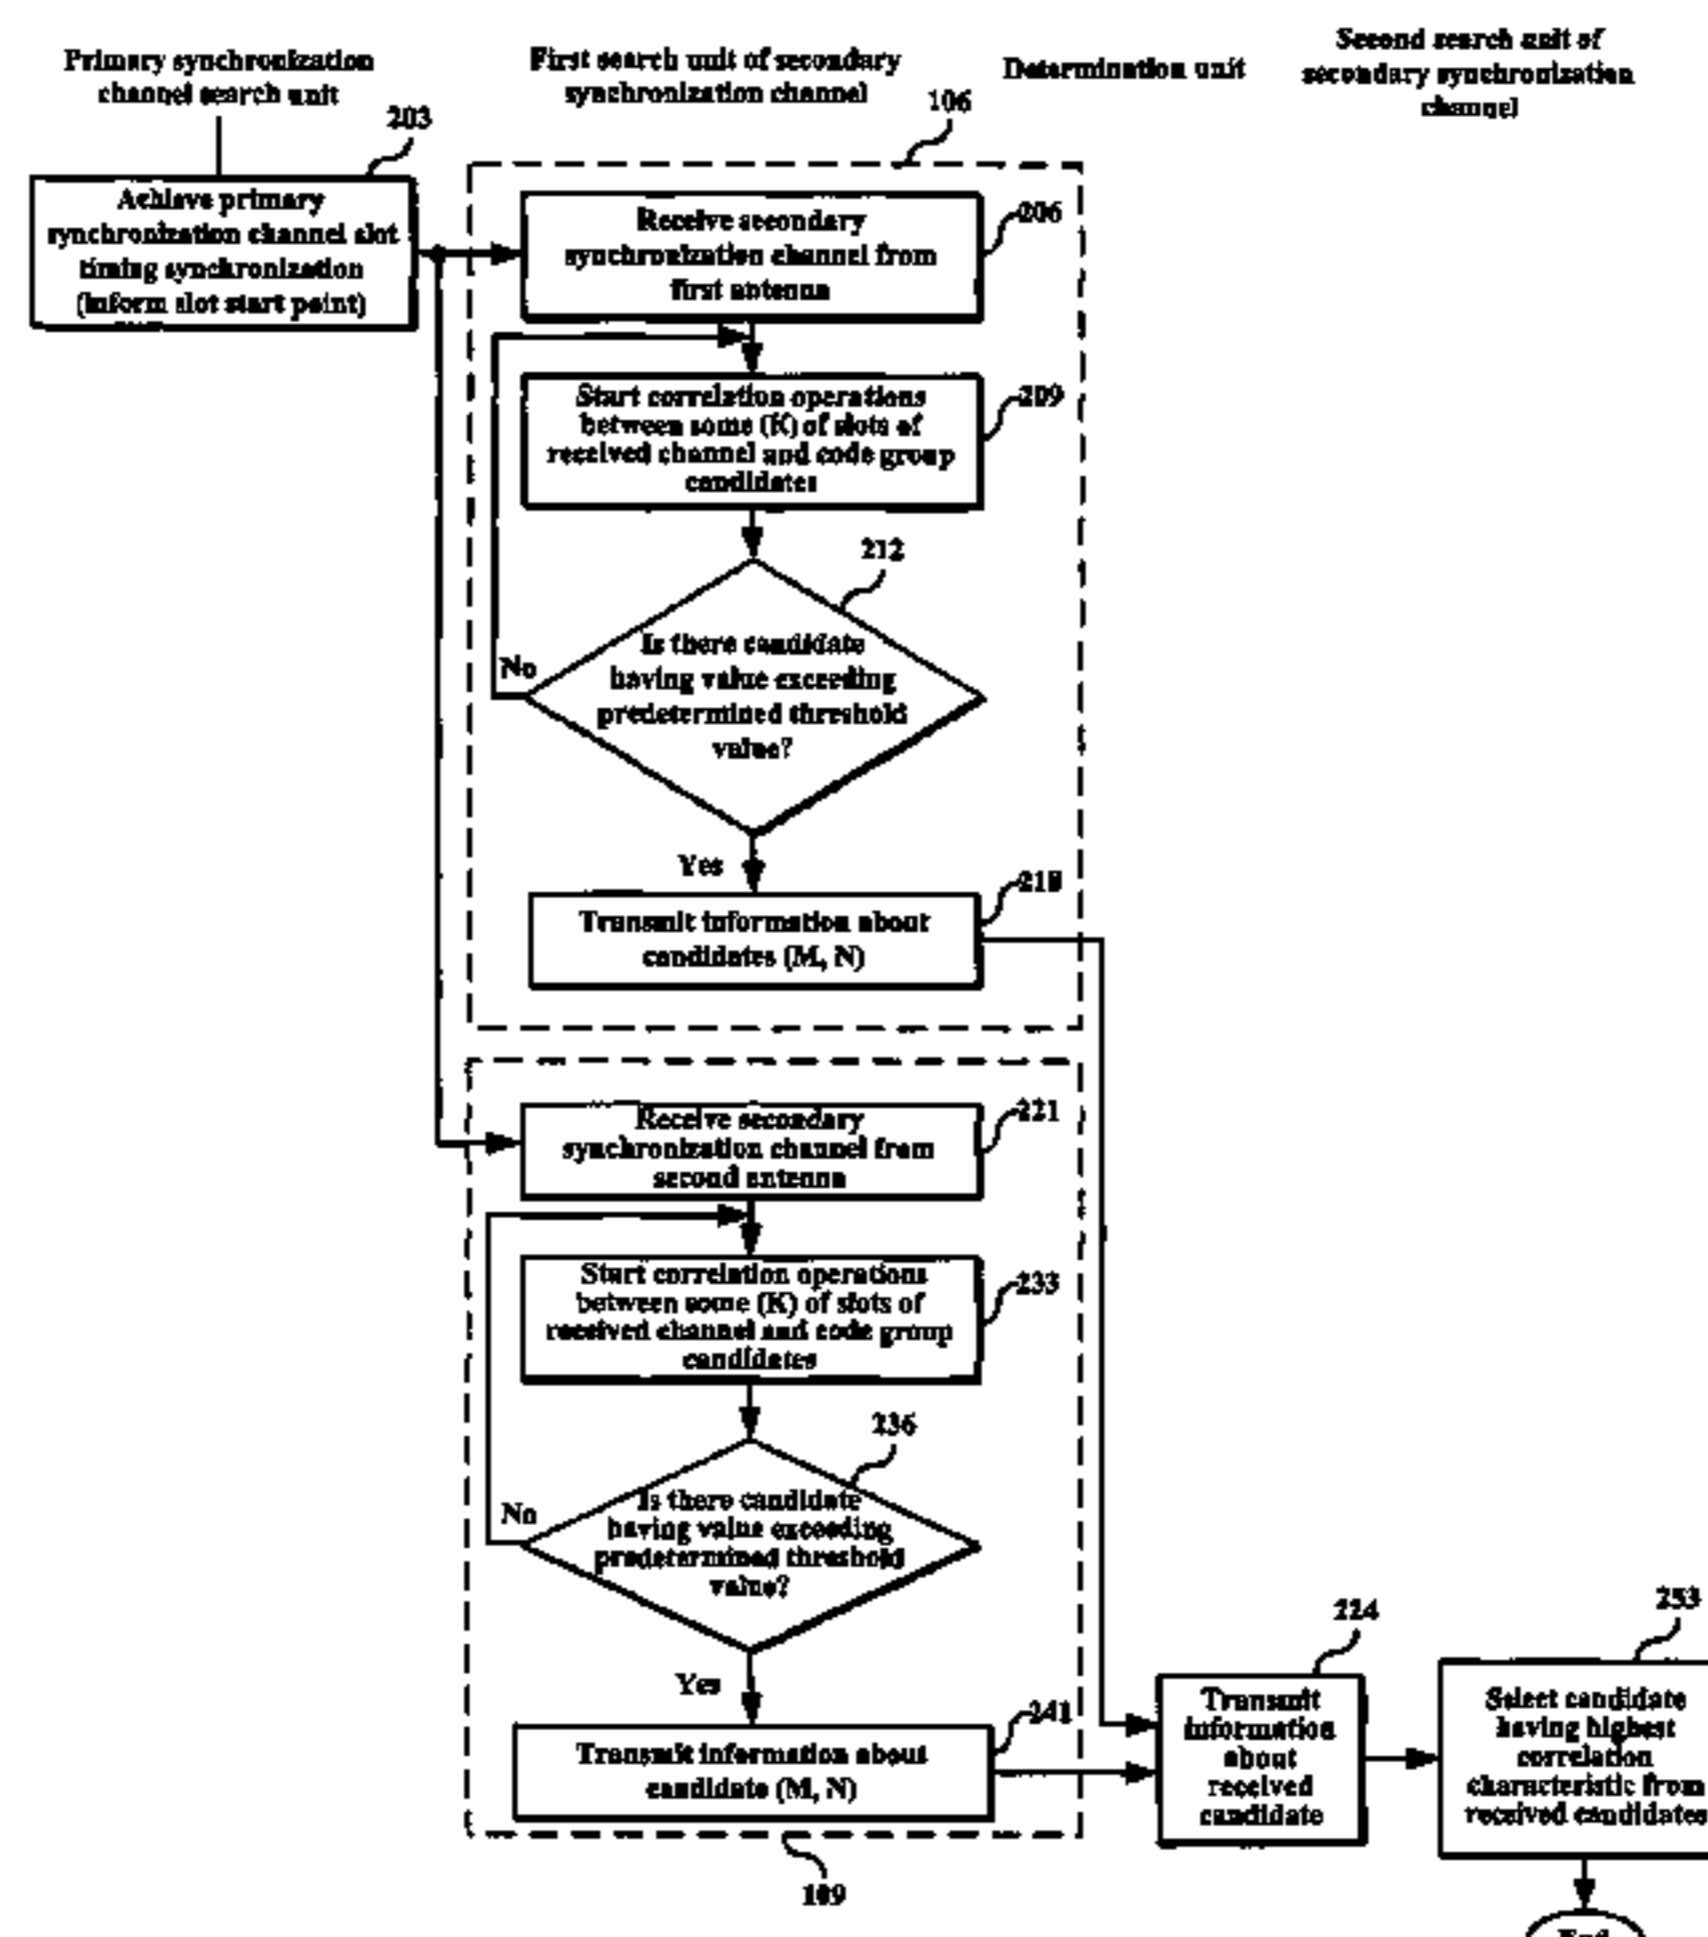 Primary synchronization
channel search unit
First search unit of secondary
synchronization channel
Determination unit
Second search unit of
secondary synchronization
channel
203
106
Achieve primary
synchronization channel slot
timing synchronization
(inform slot start point)
Receive secondary
synchronization channel from
first antenna
206
Start correlation operations
between some (K) of slots of
received channel and code group
candidates
209
212
Is there candidate
having value exceeding
predetermined threshold
value?
No
Yes
218
Transmit information about
candidates (M, N)
Receive secondary
synchronization channel from
second antenna
221
Start correlation operations
between some (K) of slots of
received channel and code group
candidates
233
236
Is there candidate
having value exceeding
predetermined threshold
value?
No
Yes
241
Transmit information about
candidate (M, N)
109
224
Transmit
information
about
received
candidate
253
Select candidate
having highest
correlation
characteristic from
received candidates
End